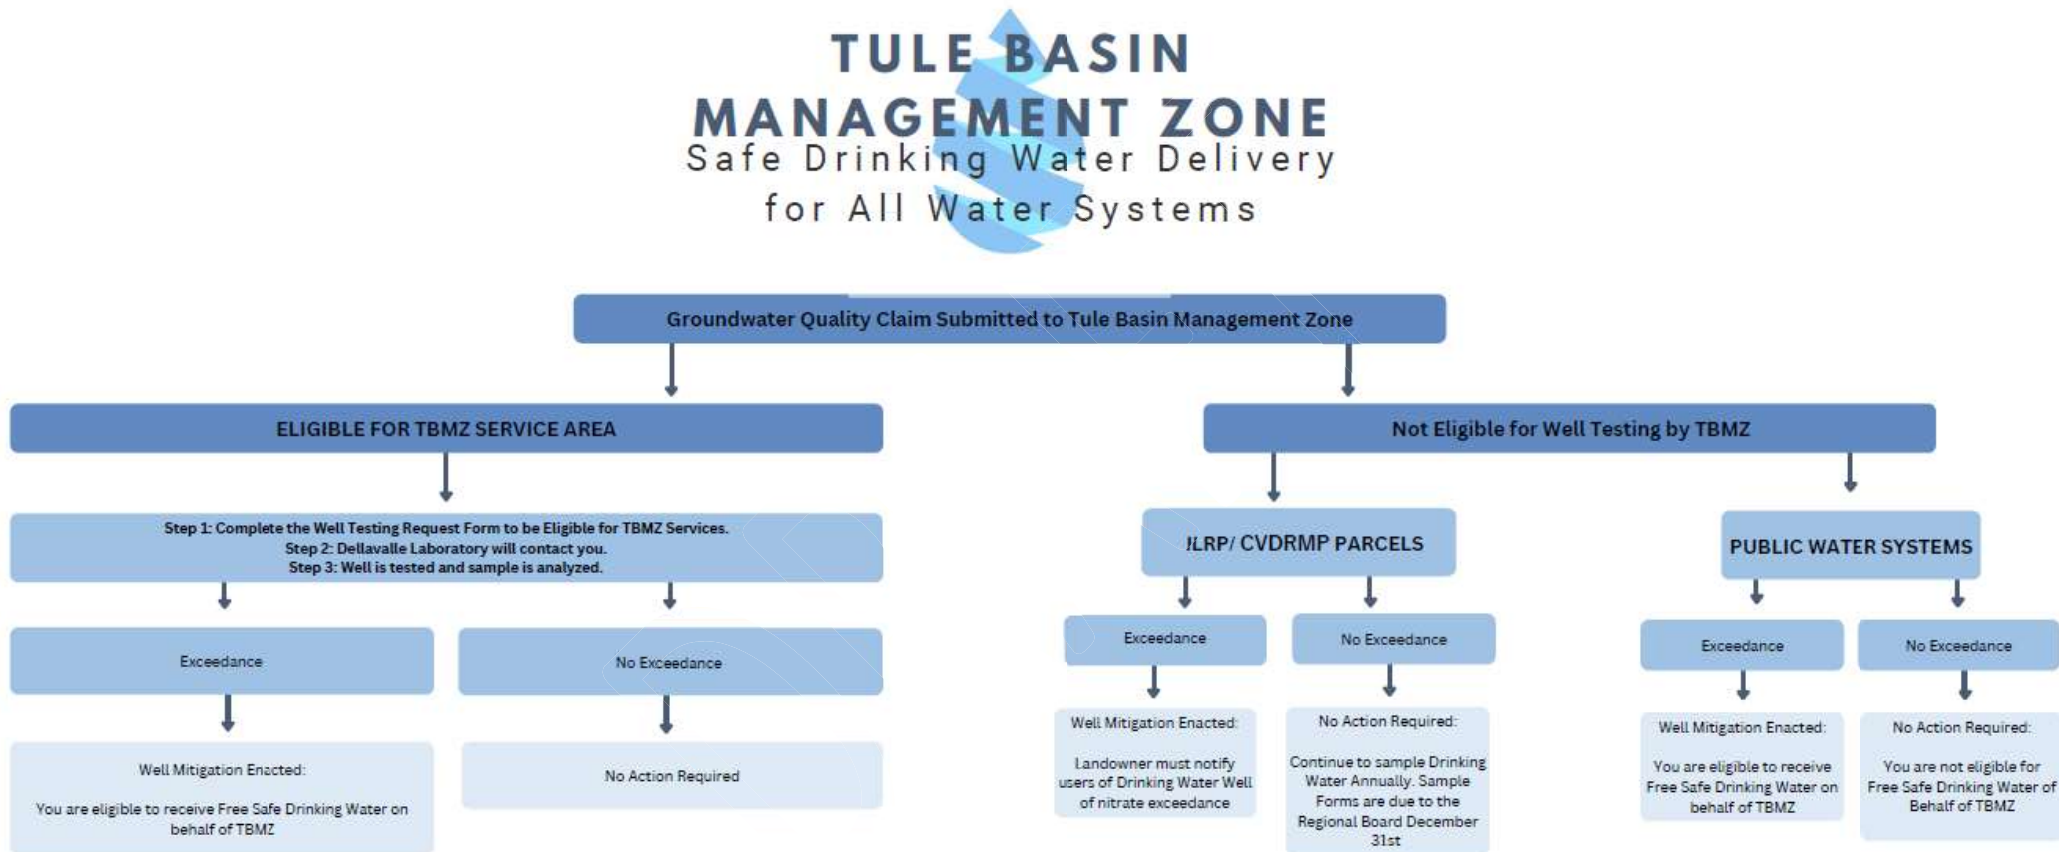 TULE BASIN
MANAGEMENT ZONE
Safe Drinking Water Delivery
for All Water Systems
Groundwater Quality Claim Submitted to Tule Basin Management Zone
ELIGIBLE FOR TBMZ SERVICE AREA
Not Eligible for Well Testing by TBMZ
Step 1: Complete the Well Testing Request Form to be Eligible for TBMZ Services.
Step 2: Dellavalle Laboratory will contact you.
Step 3: Well is tested and sample is analyzed.
ILRP/ CVDRMP PARCELS
PUBLIC WATER SYSTEMS
Exceedance
No Exceedance
Exceedance
No Exceedance
Exceedance
No Exceedance
Well Mitigation Enacted:
You are eligible to receive Free Safe Drinking Water on
behalf of TBMZ
No Action Required
Well Mitigation Enacted:
Landowner must notify
users of Drinking Water Well
of nitrate exceedance
No Action Required:
Continue to sample Drinking
Water Annually. Sample
Forms are due to the
Regional Board December
31st
Well Mitigation Enacted:
You are eligible to receive
Free Safe Drinking Water on
behalf of TBMZ
No Action Required:
You are not eligible for
Free Safe Drinking Water of
Behalf of TBMZ